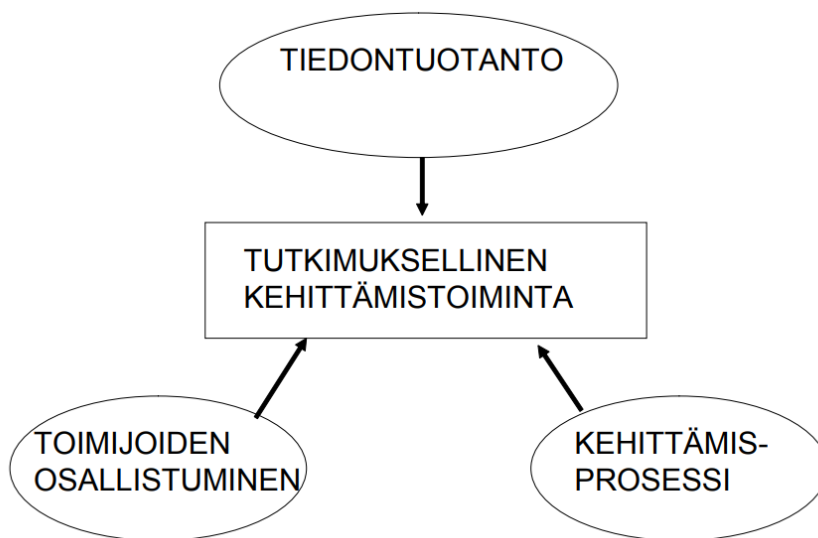 TIEDONTUOTANTO
TUTKIMUKSELLINEN
KEHITTÄMISTOIMINTA
TOIMIJOIDEN
OSALLISTUMINEN
KEHITTÄMIS-
PROSESSI